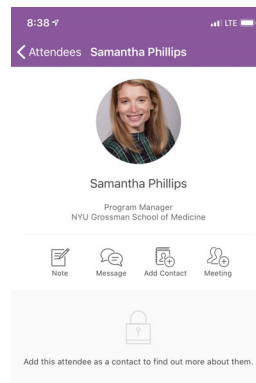 8:38
LTE
Attendees Samantha Phillips
Samantha Phillips
Program Manager
NYU Grossman School of Medicine
Note Message Add Contact Meeting
Add this attendee as a contact to find out more about them.